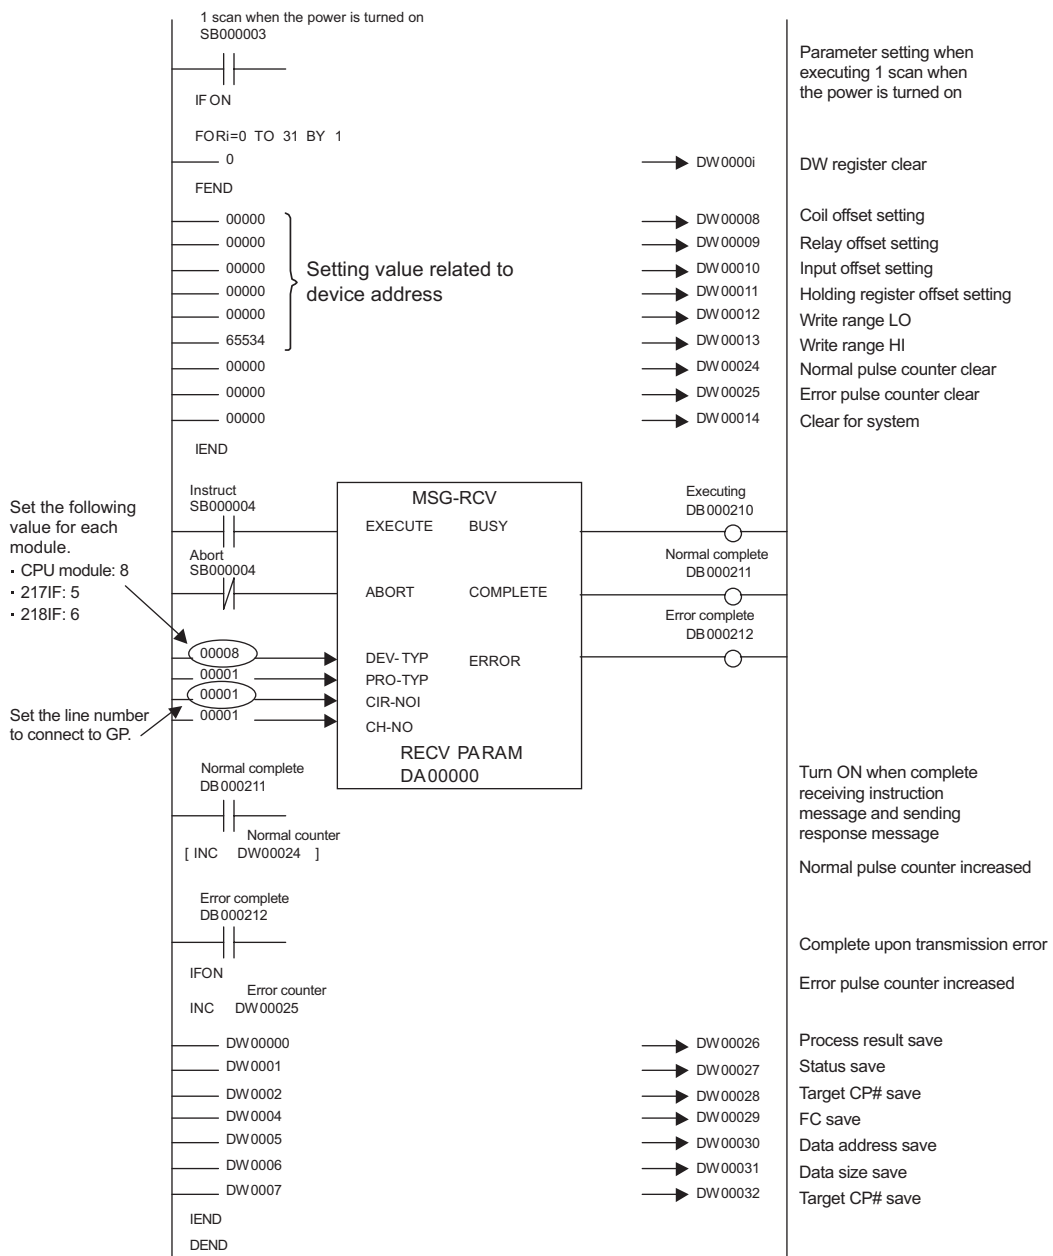 1 scan when the power is turned on
SB000003
Parameter setting when
executing 1 scan when
the power is turned on
IFON
FORi=0 TO 31 BY 1
0 DW0000i DW register clear
FEND
00000 DW00008 Coil offset setting
00000 DW00009 Relay offset setting
00000 DW00010 Input offset setting
00000 DW00011 Holding register offset setting
00000 DW00012 Write range LO
65534 DW00013 Write range HI
Setting value related to
device address
00000 DW00024 Normal pulse counter clear
00000 DW00025 Error pulse counter clear
00000 DW00014 Clear for system
IEND
Set the following
value for each
module.
- CPU module: 8
- 217IF: 5
- 218IF: 6
Instruct
SB000004
Abort
SB000004
MSG-RCV
EXECUTE BUSY
ABORT COMPLETE
DEV-TYP ERROR
PRO-TYP
CIR-NOI
CH-NO
RECV PARAM
DA00000
Executing
DB000210
Normal complete
DB000211
Error complete
DB000212
00008
00001
00001
00001
Set the line number
to connect to GP.
Normal complete
DB000211
Normal counter
[ INC DW00024 ]
Turn ON when complete
receiving instruction
message and sending
response message
Normal pulse counter increased
Error complete
DB000212
Complete upon transmission error
IFON
Error counter
INC DW00025
Error pulse counter increased
DW00000 DW00026 Process result save
DW0001 DW00027 Status save
DW0002 DW00028 Target CP# save
DW0004 DW00029 FC save
DW0005 DW00030 Data address save
DW0006 DW00031 Data size save
DW0007 DW00032 Target CP# save
IEND
DEND